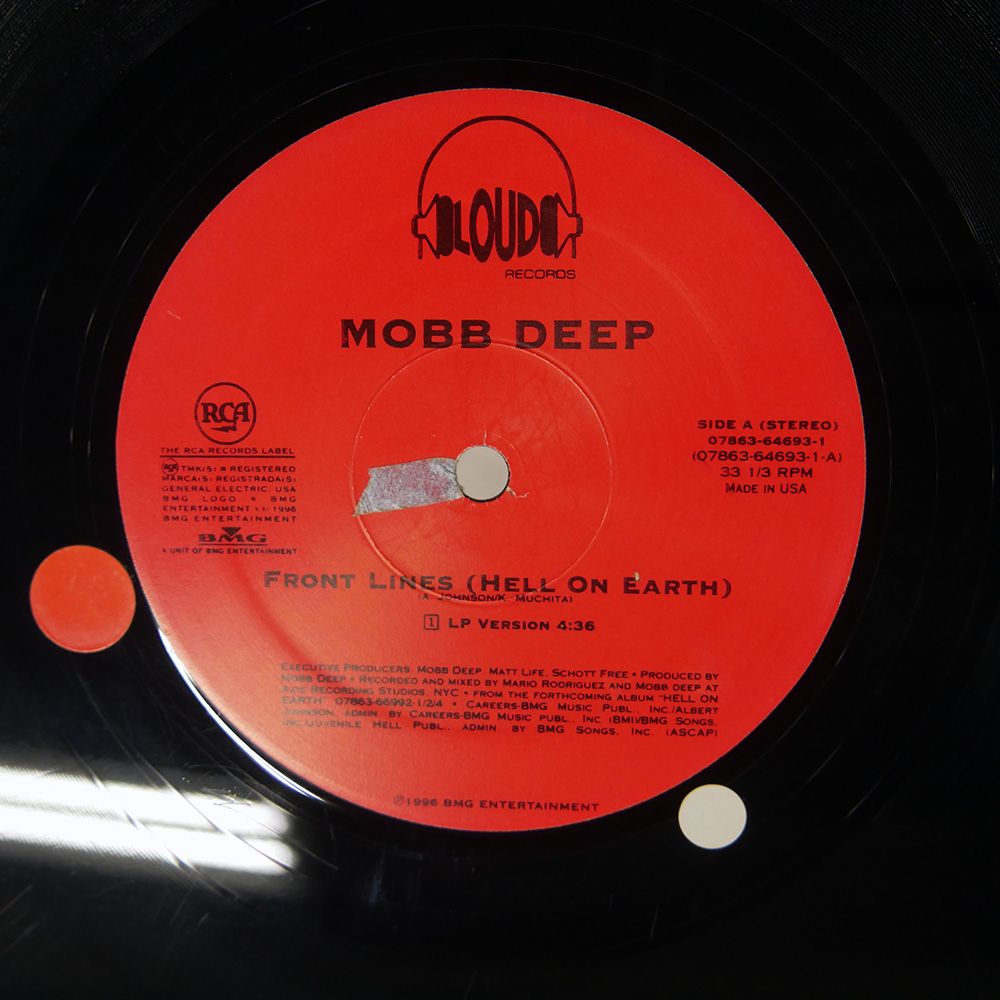 LOUD
RECORDS
MOBB DEEP
RCA
THE RCA RECORDS LABEL
RCA TMK(S) ® REGISTERED
MARCA(S) REGISTRADA(S)
GENERAL ELECTRIC, USA
BMG LOGO ® BMG
ENTERTAINMENT • © 1996
BMG ENTERTAINMENT
BMG
A UNIT OF BMG ENTERTAINMENT
SIDE A (STEREO)
07863-64693-1
(07863-64693-1-A)
33 1/3 RPM
MADE IN USA
FRONT LINES (HELL ON EARTH)
(A. JOHNSON/K. MUCHITA)
1 LP VERSION 4:36
EXECUTIVE PRODUCERS: MOBB DEEP, MATT LIFE, SCHOTT FREE • PRODUCED BY
MOBB DEEP • RECORDED AND MIXED BY MARIO RODRIGUEZ AND MOBB DEEP AT
AXIS RECORDING STUDIOS, NYC • FROM THE FORTHCOMING ALBUM "HELL ON
EARTH" 07863-66992-1/2/4 • CAREERS-BMG MUSIC PUBL., INC./ALBERT
JOHNSON, ADMIN. BY CAREERS-BMG MUSIC PUBL., INC (BMI)/BMG SONGS,
INC./JUVENILE HELL PUBL., ADMIN. BY BMG SONGS, INC. (ASCAP)
℗1996 BMG ENTERTAINMENT